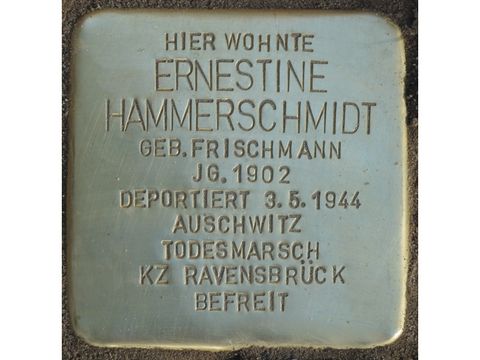 HIER WOHNTE
ERNESTINE
HAMMERSCHMIDT
GEB. FRISCHMANN
JG. 1902
DEPORTIERT 3.5.1944
AUSCHWITZ
TODESMARSCH
KZ RAVENSBRÜCK
BEFREIT